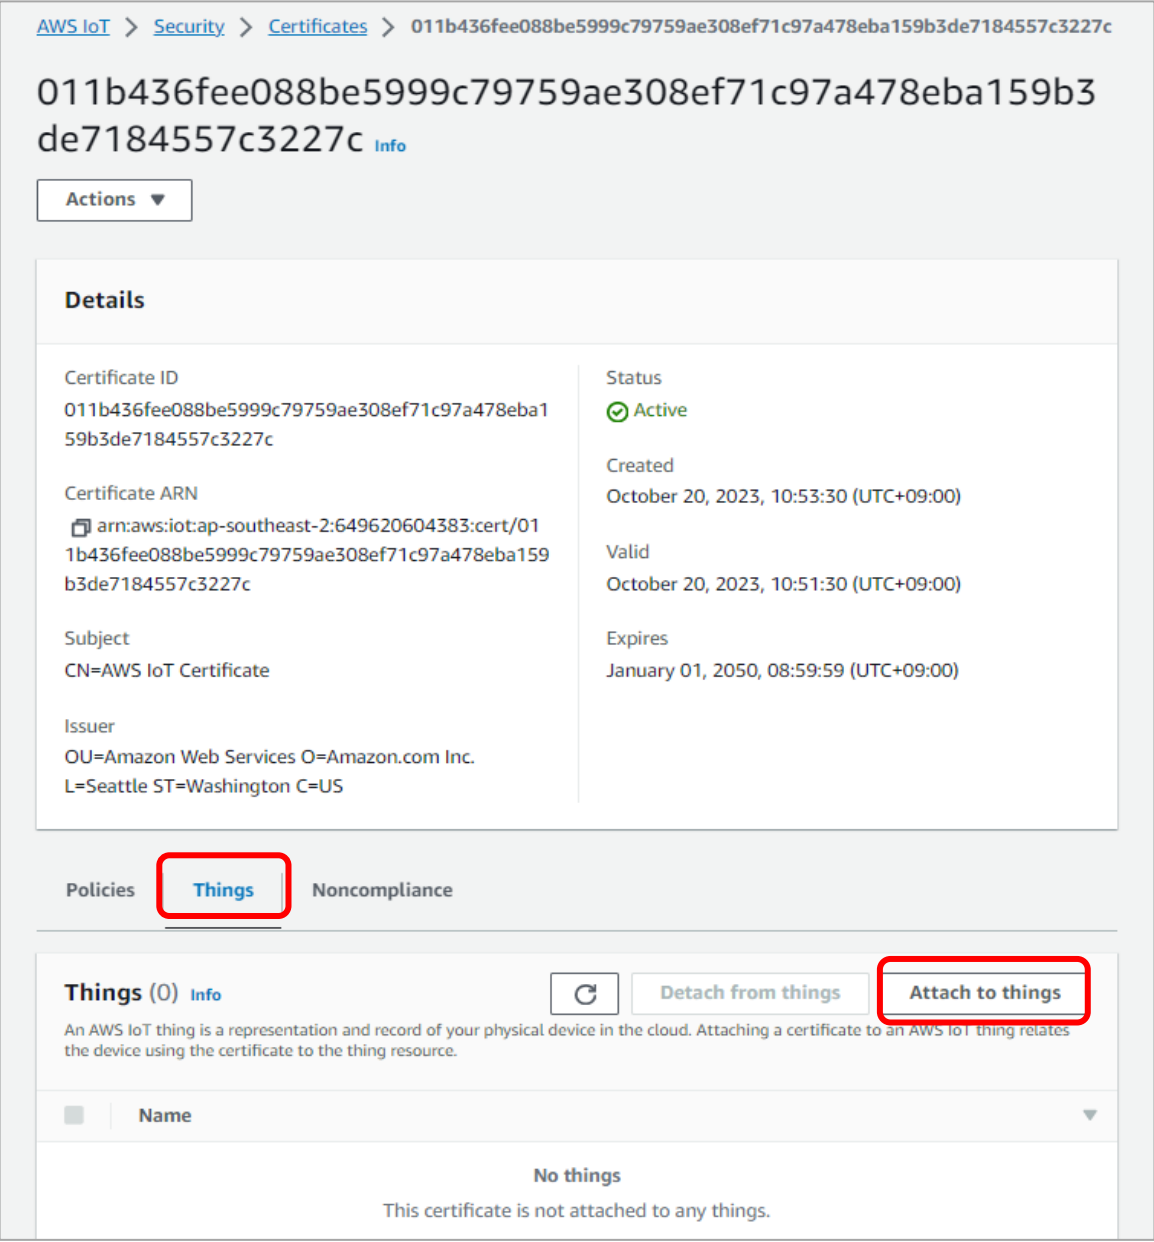 AWS IoT > Security > Certificates > 011b436fee088be5999c79759ae308ef71c97a478eba159b3de7184557c3227c
011b436fee088be5999c79759ae308ef71c97a478eba159b3
de7184557c3227c Info
Actions
Details
Certificate ID
011b436fee088be5999c79759ae308ef71c97a478eba1
59b3de7184557c3227c
Certificate ARN
arn:aws:iot:ap-southeast-2:649620604383:cert/01
1b436fee088be5999c79759ae308ef71c97a478eba159
b3de7184557c3227c
Subject
CN=AWS IoT Certificate
Issuer
OU=Amazon Web Services O=Amazon.com Inc.
L=Seattle ST=Washington C=US
Status
Active
Created
October 20, 2023, 10:53:30 (UTC+09:00)
Valid
October 20, 2023, 10:51:30 (UTC+09:00)
Expires
January 01, 2050, 08:59:59 (UTC+09:00)
Policies Things Noncompliance
Things (0) Info Detach from things Attach to things
An AWS IoT thing is a representation and record of your physical device in the cloud. Attaching a certificate to an AWS IoT thing relates
the device using the certificate to the thing resource.
Name
No things
This certificate is not attached to any things.